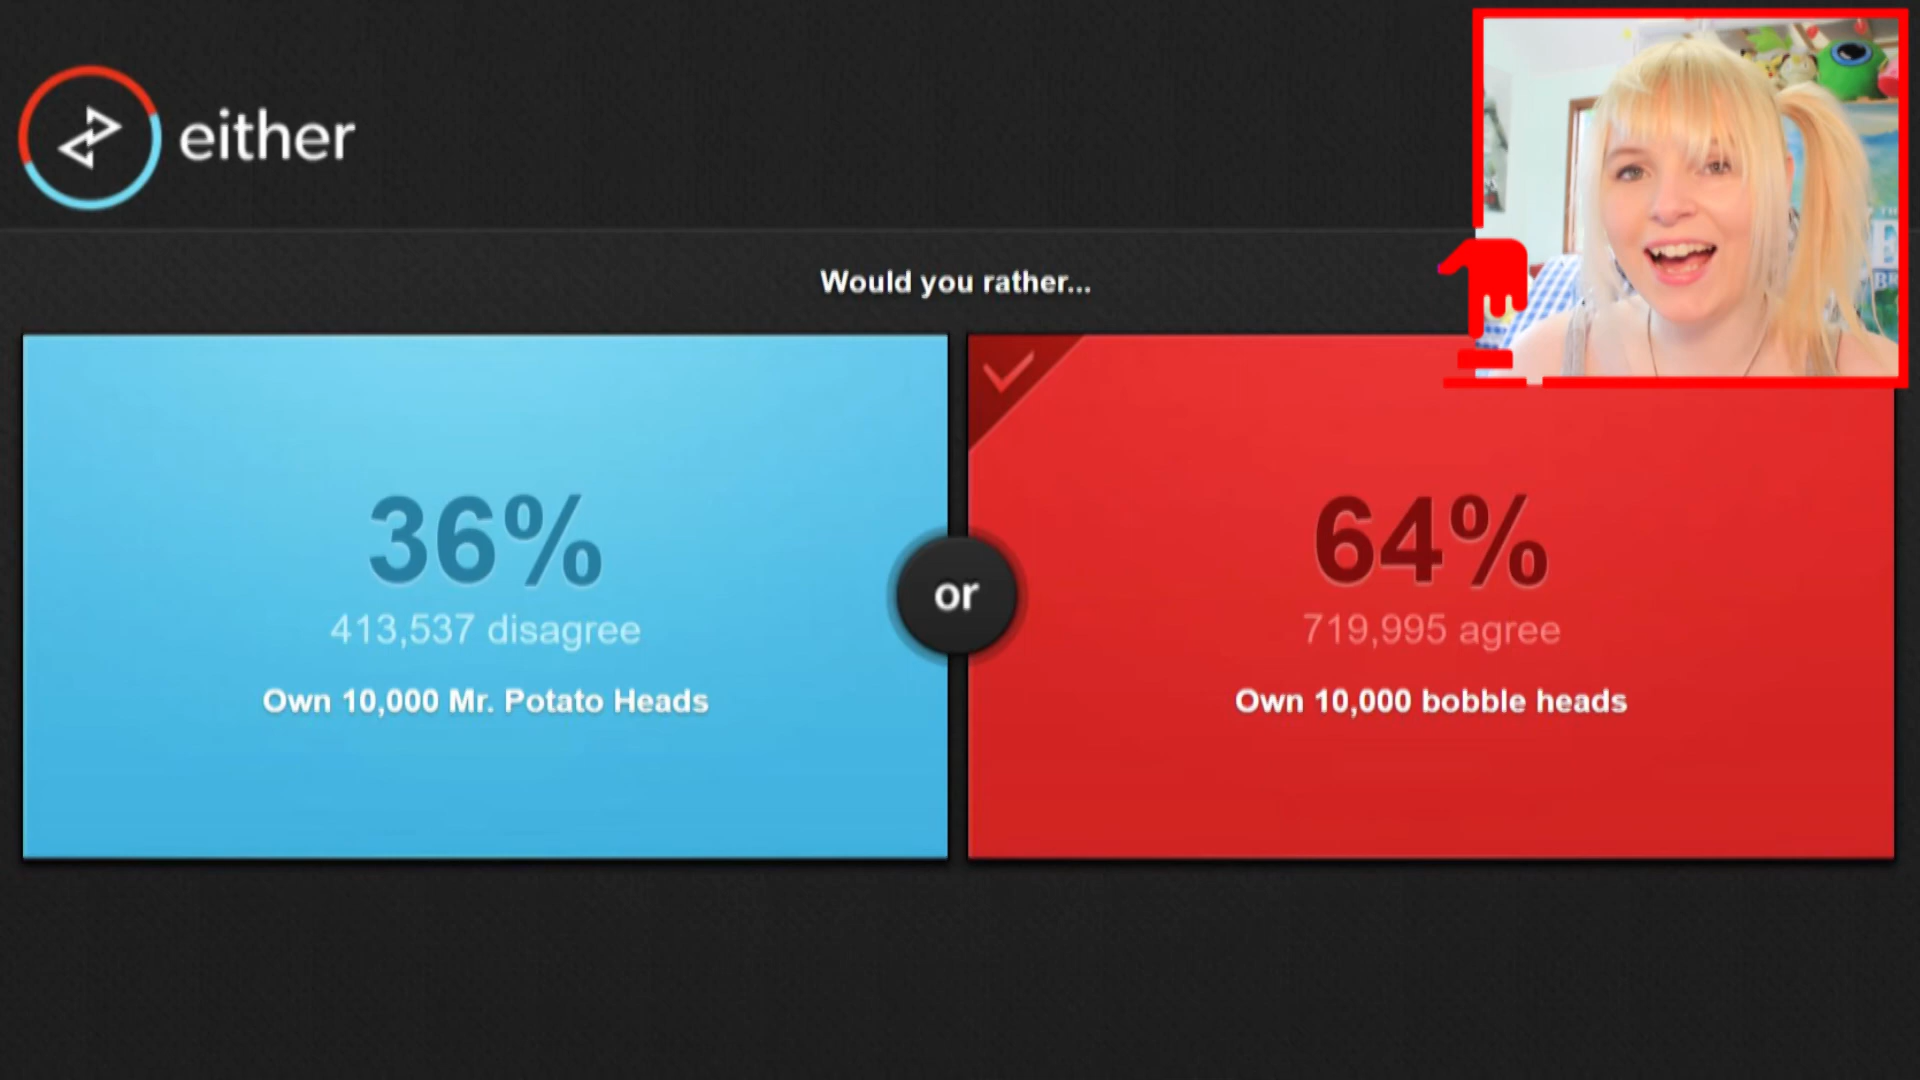 either
Would you rather...
36%
413,537 disagree
Own 10,000 Mr. Potato Heads
or
64%
719,995 agree
Own 10,000 bobble heads